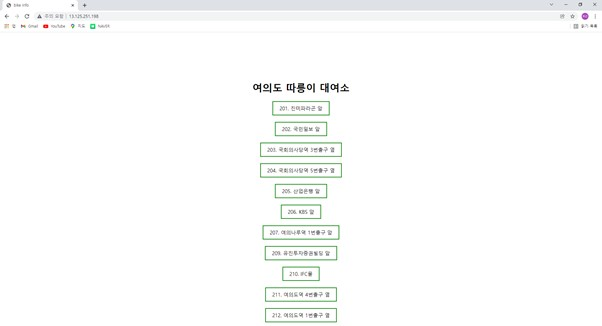 Bike Info
주의 요함 | 13.125.251.198
앱 Gmail YouTube 지도
읽기 목록
여의도 따릉이 대여소
201. 진미파라곤 앞
202. 국민일보 앞
203. 국회의사당역 3번출구 옆
204. 국회의사당역 5번출구 옆
205. 산업은행 앞
206. KBS 앞
207. 여의나루역 1번출구 앞
209. 유진투자증권빌딩 앞
210. IFC몰
211. 여의도역 4번출구 옆
212. 여의도역 1번출구 옆